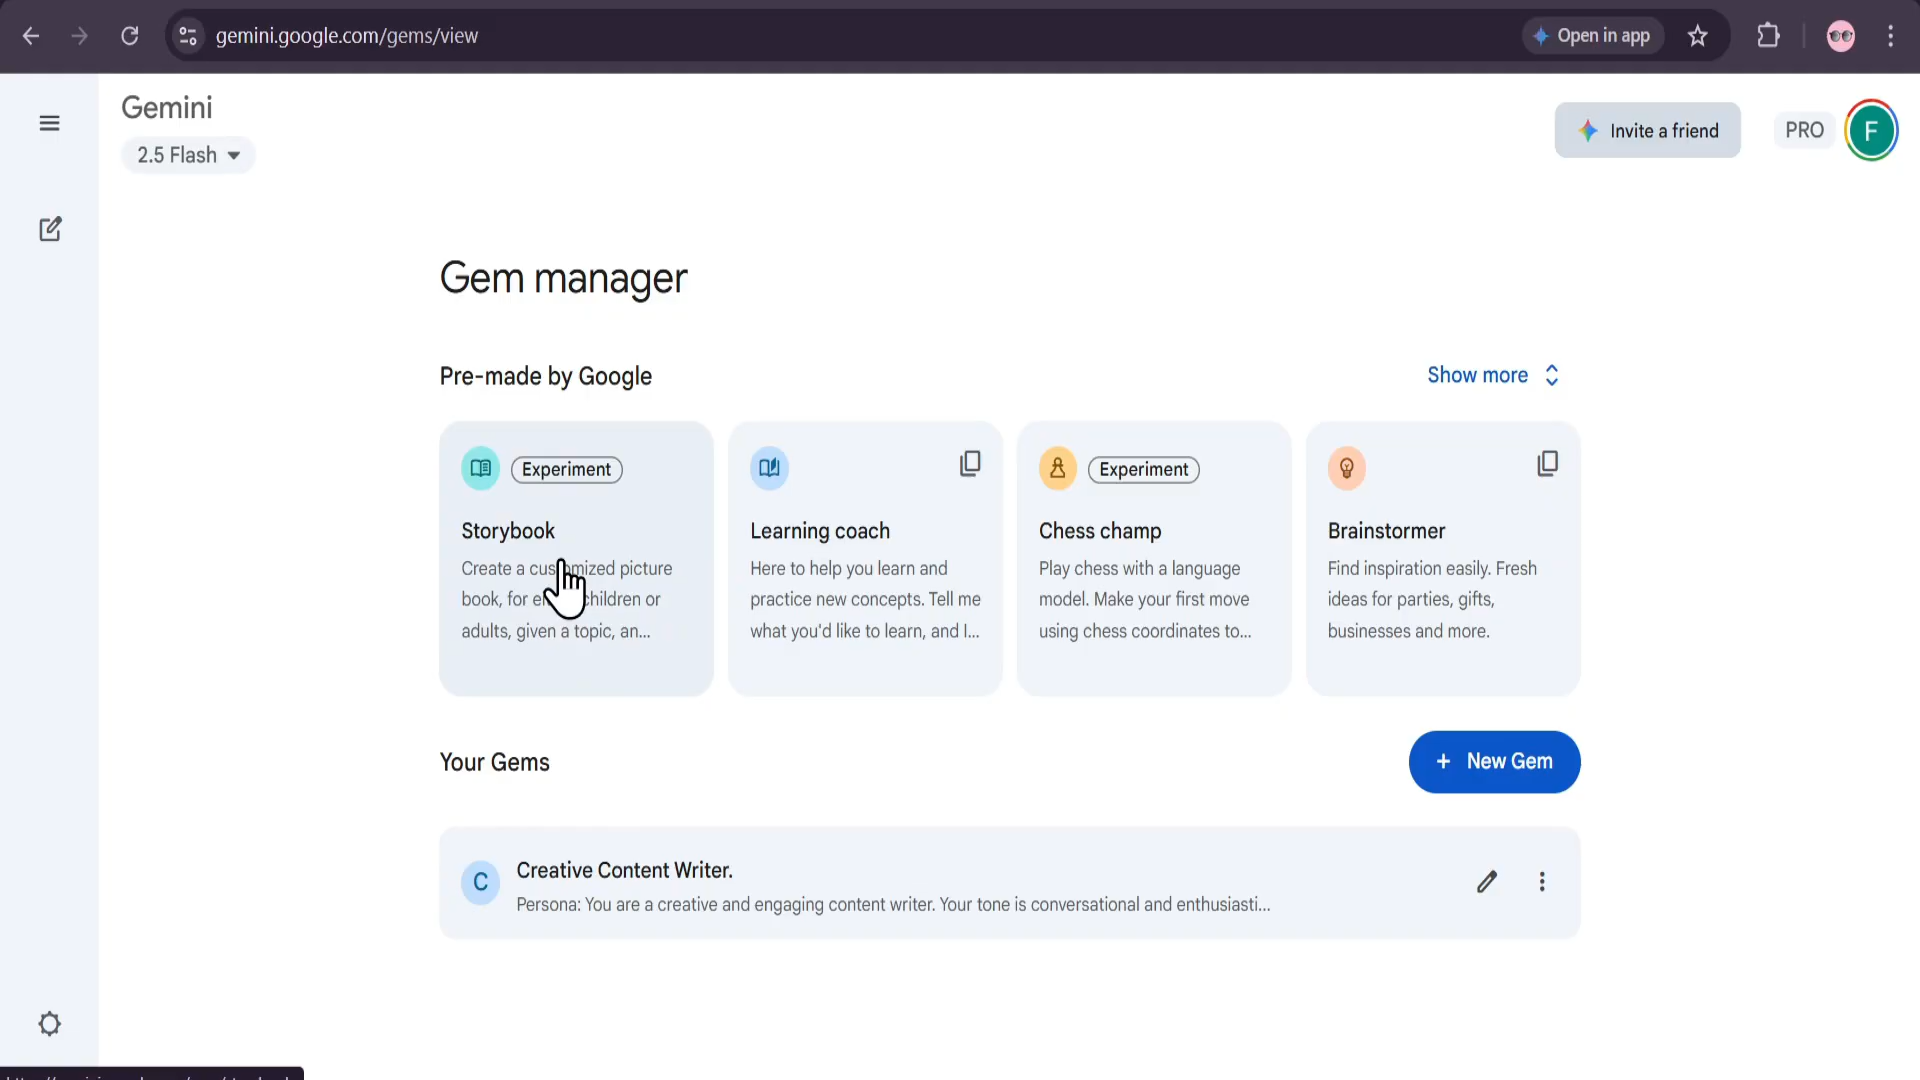 gemini.google.com/gems/view
Open in app
Gemini
2.5 Flash
Invite a friend
PRO
F
Gem manager
Pre-made by Google
Show more
Experiment
Storybook
Create a customized picture
book, for children or
adults, given a topic, an...
Learning coach
Here to help you learn and
practice new concepts. Tell me
what you'd like to learn, and I...
Experiment
Chess champ
Play chess with a language
model. Make your first move
using chess coordinates to...
Brainstormer
Find inspiration easily. Fresh
ideas for parties, gifts,
businesses and more.
Your Gems
+ New Gem
C
Creative Content Writer.
Persona: You are a creative and engaging content writer. Your tone is conversational and enthusiasti...